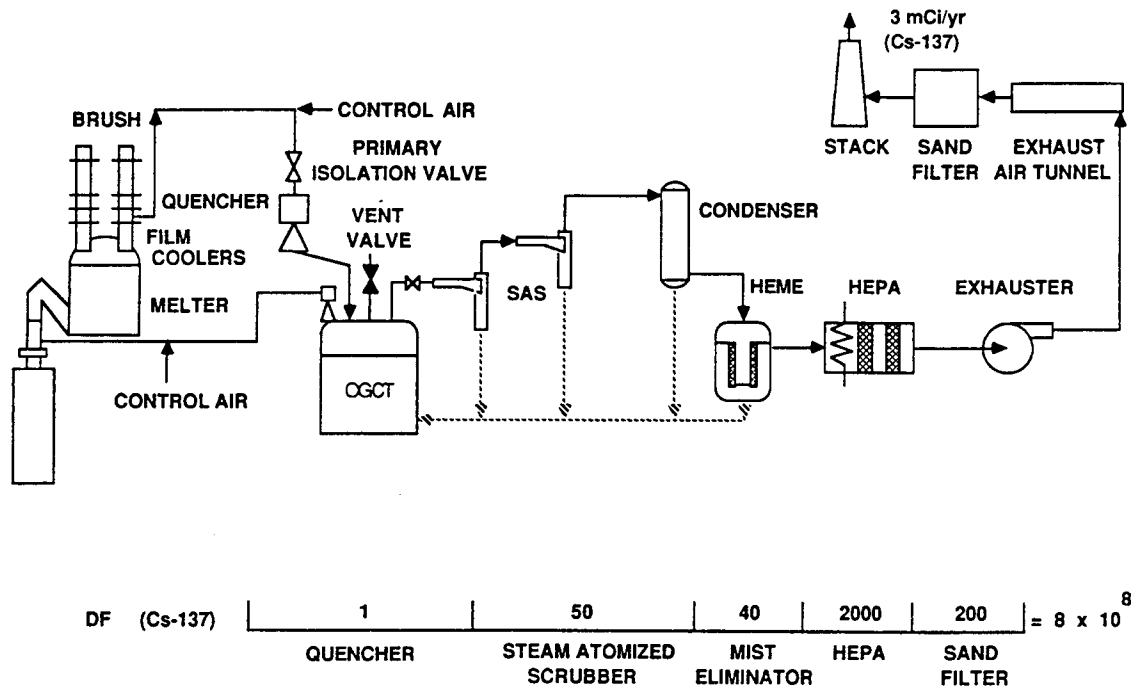 3 mCi/yr
(Cs-137)
BRUSH
CONTROL AIR
PRIMARY
ISOLATION VALVE
STACK
SAND
FILTER
EXHAUST
AIR TUNNEL
QUENCHER
VENT
VALVE
CONDENSER
FILM
COOLERS
MELTER
SAS
HEME
HEPA
EXHAUSTER
OGCT
CONTROL AIR
DF (Cs-137) 1 50 40 2000 200 = 8 x 10^8
QUENCHER
STEAM ATOMIZED
SCRUBBER
MIST
ELIMINATOR
HEPA
SAND
FILTER